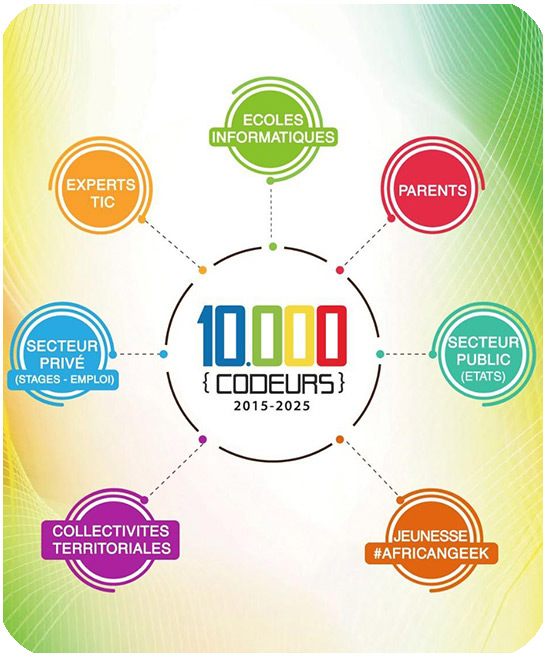 ECOLES
INFORMATIQUES
EXPERTS
TIC
PARENTS
10.000
{CODEURS}
2015-2025
SECTEUR
PRIVÉ
(STAGES - EMPLOI)
SECTEUR
PUBLIC
(ETATS)
COLLECTIVITES
TERRITORIALES
JEUNESSE
#AFRICANGEEK